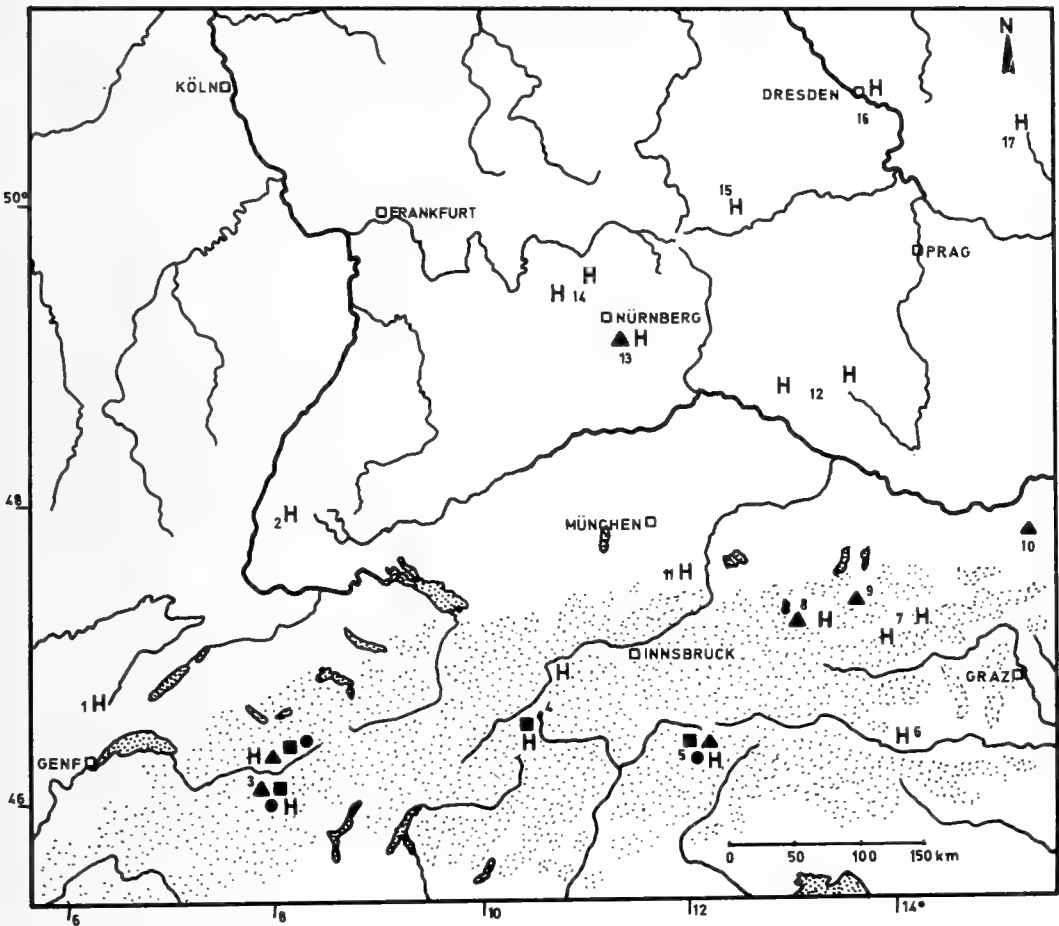 N
KÖLN
DRESDEN H
16
H
17
50°
15
H
FRANKFURT
PRAG
H
H 14
NÜRNBERG
H
13
H 12 H
48
2 H
MÜNCHEN
10
11 H
8 9
H 7 H
H
INNSBRUCK
H
GRAZ
1 H
4
H
H 6
GENF
H
5 H
3
H
46
0 50 100 150 km
6 8 10 12 14°